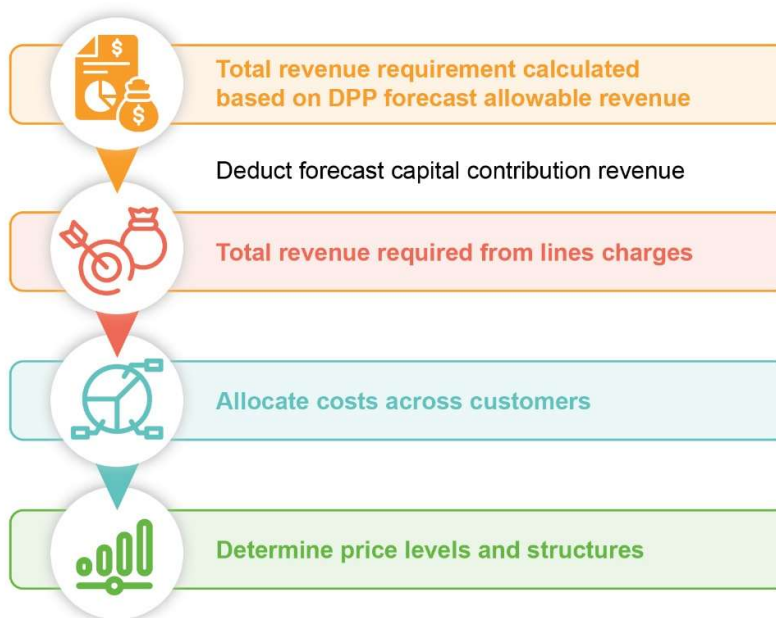 Total revenue requirement calculated
based on DPP forecast allowable revenue
Deduct forecast capital contribution revenue
Total revenue required from lines charges
Allocate costs across customers
Determine price levels and structures